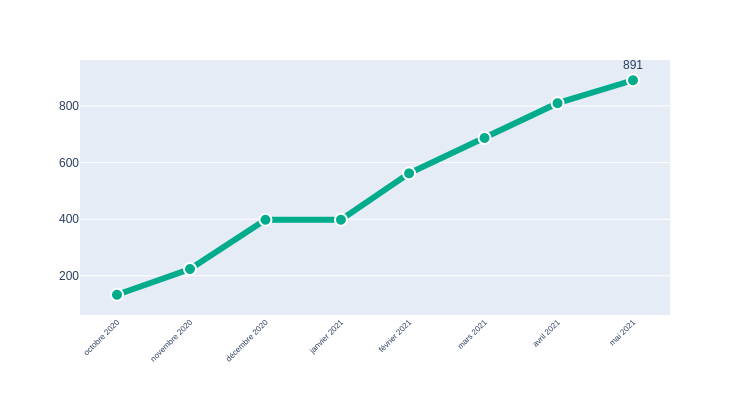 891
800
600
400
200
octobre 2020
novembre 2020
décembre 2020
janvier 2021
février 2021
mars 2021
avril 2021
mai 2021